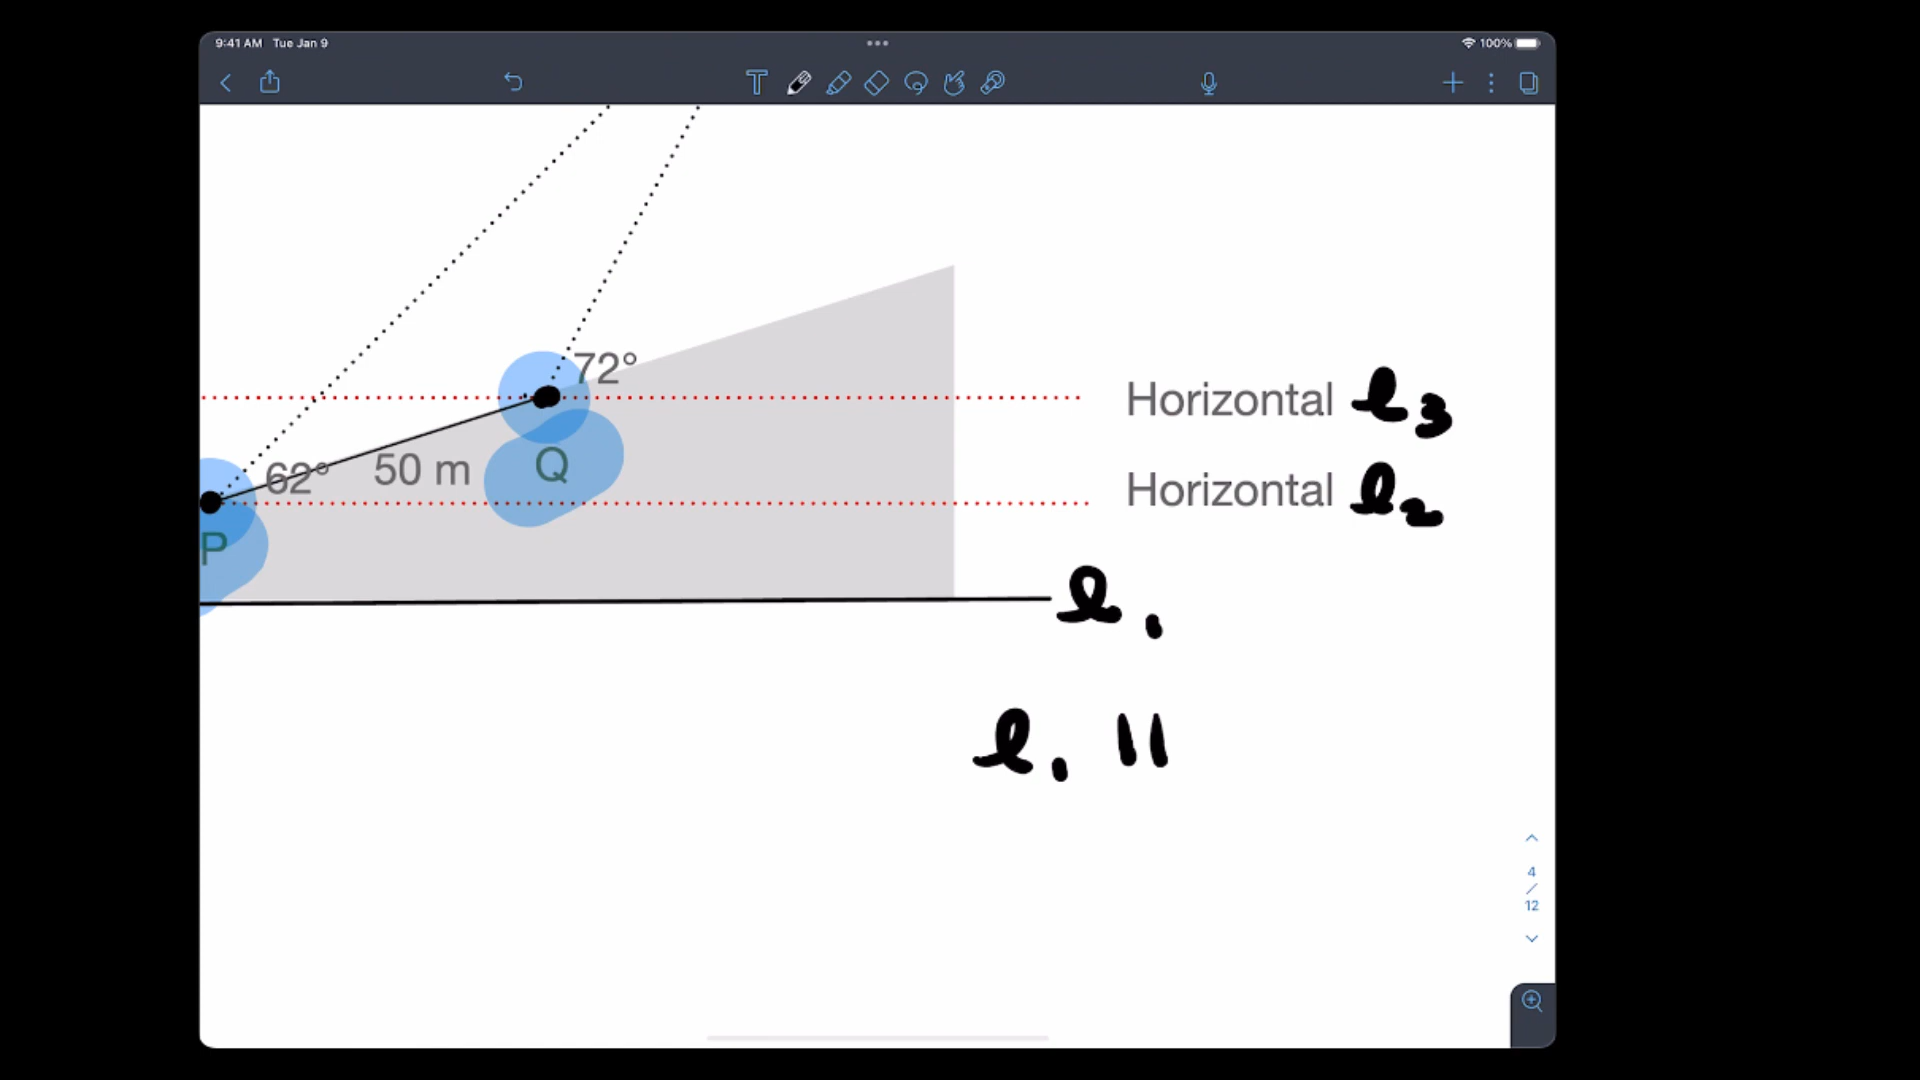 9:41 AM Tue Jan 9
100%
T
72°
Horizontal l3
62° 50 m Q
Horizontal l2
P
l1
l1 ||
4
/
12